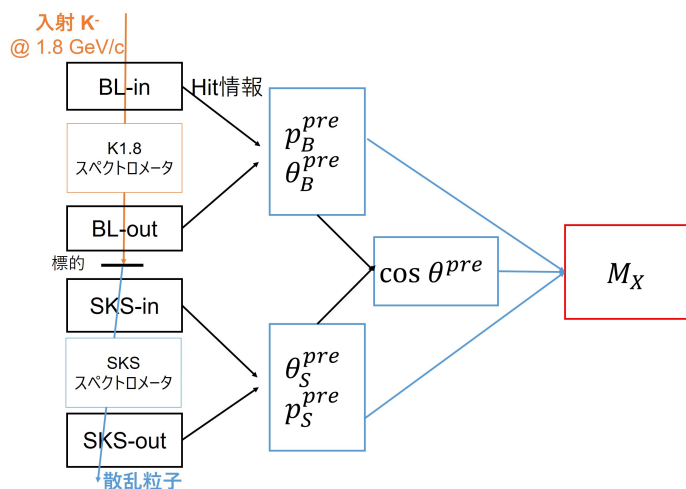 入射 K⁻
@ 1.8 GeV/c
BL-in
Hit情報
K1.8
スペクトロメータ
BL-out
標的
SKS-in
SKS
スペクトロメータ
SKS-out
散乱粒子
p_B^{pre}
θ_B^{pre}
cos θ^{pre}
θ_S^{pre}
p_S^{pre}
M_X